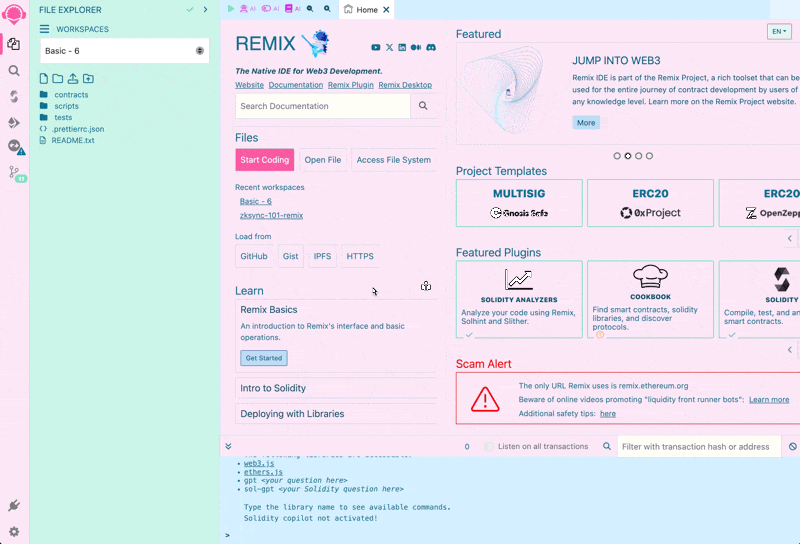 FILE EXPLORER
WORKSPACES
Basic - 6
contracts
scripts
tests
.prettierrc.json
README.txt
11
AI
AI
AI
Home
REMIX
The Native IDE for Web3 Development.
Website Documentation Remix Plugin Remix Desktop
Search Documentation
Files
Start Coding Open File Access File System
Recent workspaces
Basic - 6
zksync-101-remix
Load from
GitHub Gist IPFS HTTPS
Learn
Remix Basics
An introduction to Remix's interface and basic
operations.
Get Started
Intro to Solidity
Deploying with Libraries
Featured
EN
JUMP INTO WEB3
Remix IDE is part of the Remix Project, a rich toolset that can be
used for the entire journey of contract development by users of
any knowledge level. Learn more on the Remix Project website.
More
Project Templates
MULTISIG
Gnosis Safe
ERC20
0xProject
ERC20
OpenZepp
Featured Plugins
SOLIDITY ANALYZERS
Analyze your code using Remix,
Solhint and Slither.
COOKBOOK
Find smart contracts, solidity
libraries, and discover
protocols.
SOLIDITY
Compile, test, and an
smart contracts.
Scam Alert
The only URL Remix uses is remix.ethereum.org
Beware of online videos promoting "liquidity front runner bots": Learn more
Additional safety tips: here
0 Listen on all transactions Filter with transaction hash or address
web3.js
ethers.js
gpt <your question here>
sol-gpt <your Solidity question here>
Type the library name to see available commands.
Solidity copilot not activated!
>